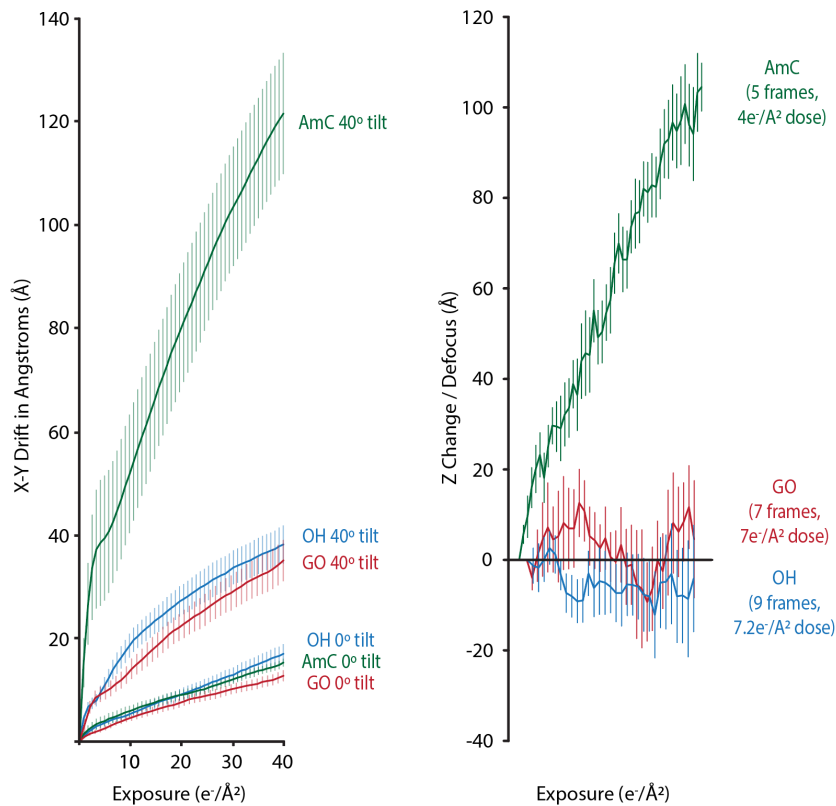 140
120
100
80
60
40
20
10
20
30
40
X-Y Drift in Angstroms (Å)
Exposure (e⁻/Å²)
AmC 40º tilt
OH 40º tilt
GO 40º tilt
OH 0º tilt
AmC 0º tilt
GO 0º tilt
120
100
80
60
40
20
0
-20
-40
Z Change / Defocus (Å)
Exposure (e⁻/Å²)
AmC
(5 frames,
4e⁻/A² dose)
GO
(7 frames,
7e⁻/A² dose)
OH
(9 frames,
7.2e⁻/A² dose)